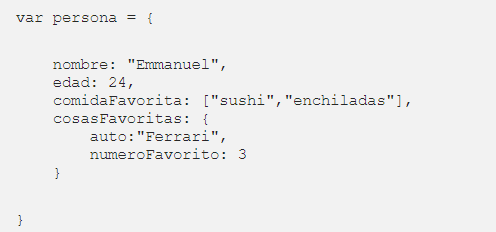 var persona = {
nombre: "Emmanuel",
edad: 24,
comidaFavorita: ["sushi","enchiladas"],
cosasFavoritas: {
auto:"Ferrari",
numeroFavorito: 3
}
}